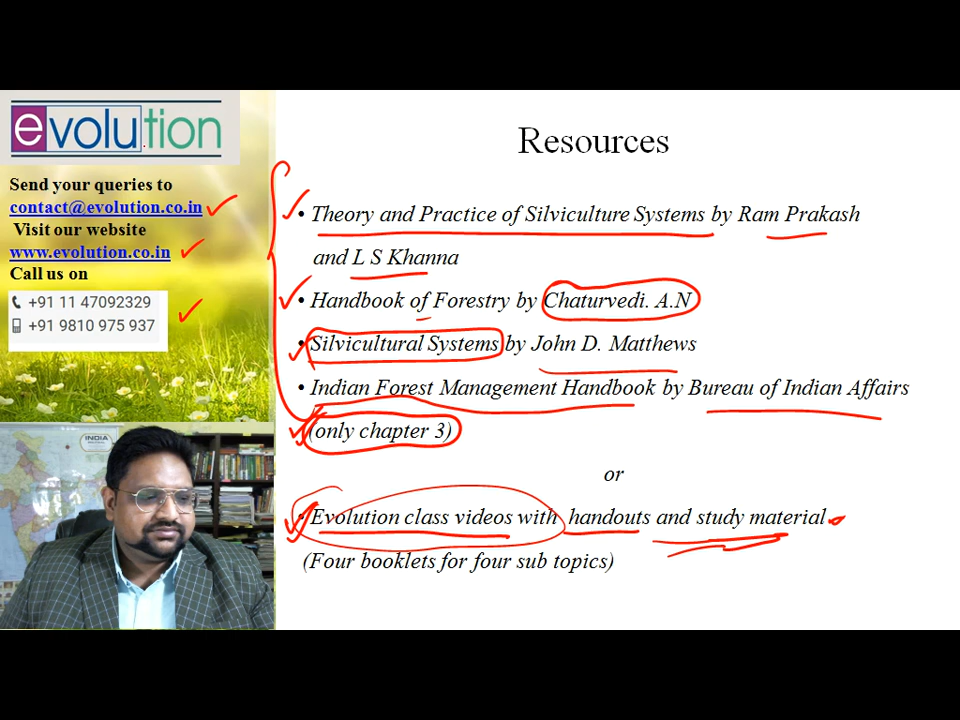 evolution
Send your queries to
contact@evolution.co.in
Visit our website
www.evolution.co.in
Call us on
+91 11 47092329
+91 9810 975 937
INDIA
Resources
• Theory and Practice of Silviculture Systems by Ram Prakash
and L S Khanna
• Handbook of Forestry by Chaturvedi. A.N
• Silvicultural Systems by John D. Matthews
• Indian Forest Management Handbook by Bureau of Indian Affairs
(only chapter 3)
or
• Evolution class videos with handouts and study material.
(Four booklets for four sub topics)